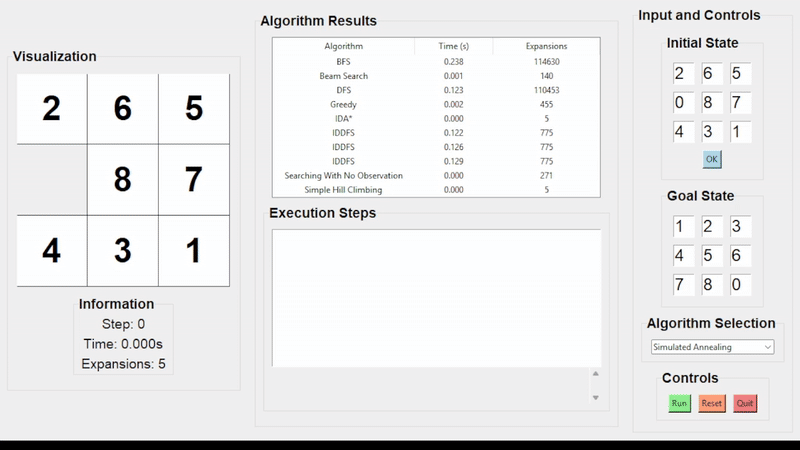 Visualization
2 6 5
8 7
4 3 1
Information
Step: 0
Time: 0.000s
Expansions: 5
Algorithm Results
Algorithm Time (s) Expansions
BFS 0.238 114630
Beam Search 0.001 140
DFS 0.123 110453
Greedy 0.002 455
IDA* 0.000 5
IDDFS 0.122 775
IDDFS 0.126 775
IDDFS 0.129 775
Searching With No Observation 0.000 271
Simple Hill Climbing 0.000 5
Execution Steps
Input and Controls
Initial State
2 6 5
0 8 7
4 3 1
OK
Goal State
1 2 3
4 5 6
7 8 0
Algorithm Selection
Simulated Annealing
Controls
Run Reset Quit